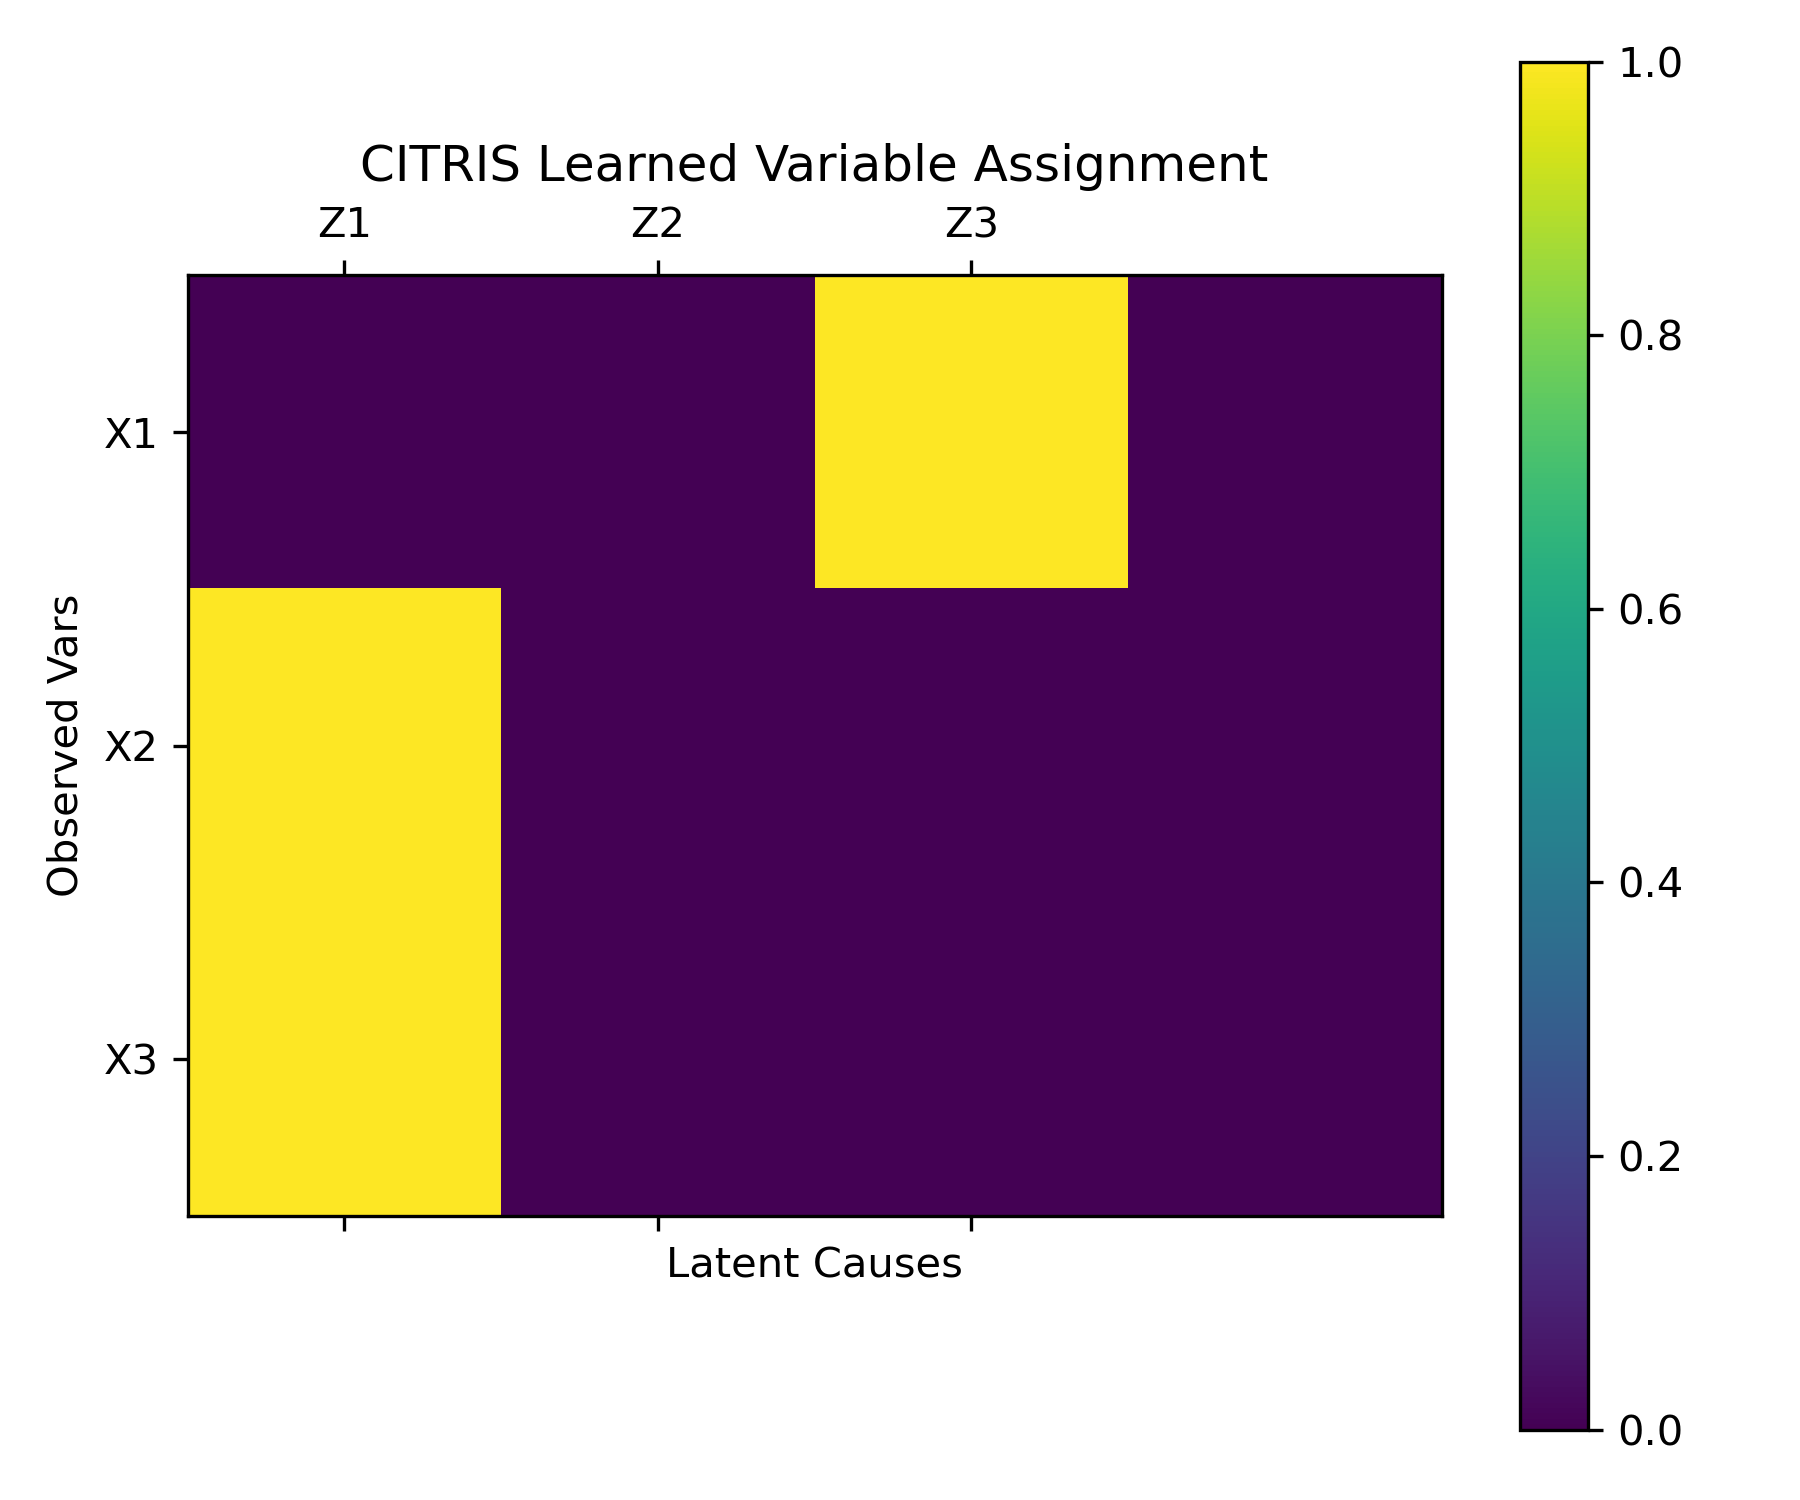 CITRIS Learned Variable Assignment
Z1 Z2 Z3
X1
X2
X3
Observed Vars
Latent Causes
1.0
0.8
0.6
0.4
0.2
0.0